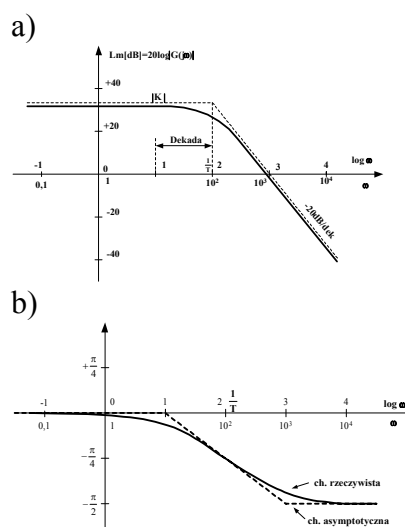 a)
Lm[dB]=20log|G(jω)|
+40
|K|
+20
Dekada
-1 0 1 1/T 2 3 4 log ω
0,1 1 10 10² 10³ 10⁴ ω
-20dB/dek
-20
-40
b)
+π/4
-1 0 1 2 1/T 3 4 log ω
0,1 1 10 10² 10³ 10⁴ ω
-π/4
ch. rzeczywista
-π/2
ch. asymptotyczna